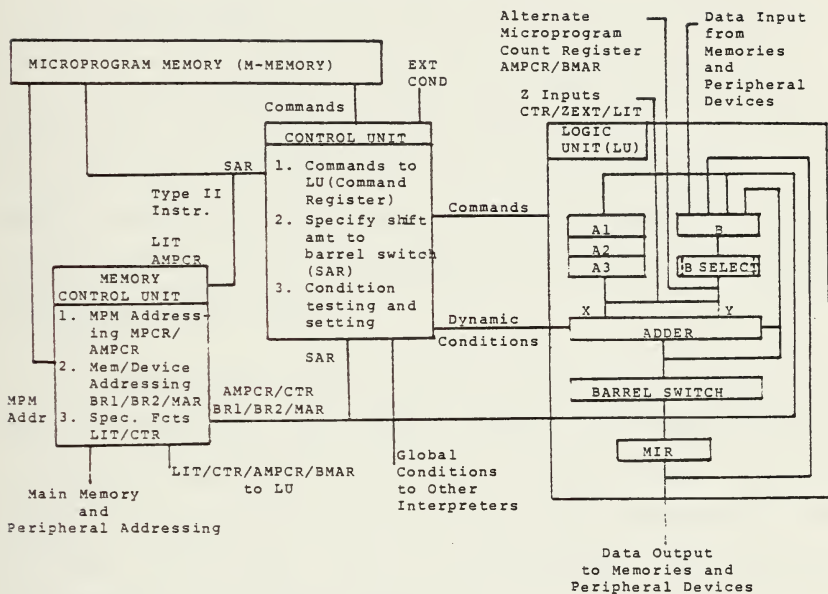 Alternate
Microprogram
Count Register
AMPCR/BMAR
Data Input
from
Memories
and
Peripheral
Devices
MICROPROGRAM MEMORY (M-MEMORY)
EXT
COND
Commands
Z Inputs
CTR/ZEXT/LIT
CONTROL UNIT
1. Commands to
LU(Command
Register)
2. Specify shift
amt to
barrel switch
(SAR)
3. Condition
testing and
setting
SAR
Type II
Instr.
LIT
AMPCR
Commands
LOGIC
UNIT(LU)
A1
A2
A3
B
B SELECT
X
Y
ADDER
BARREL SWITCH
MIR
Dynamic
Conditions
MEMORY
CONTROL UNIT
1. MPM Address-
ing MPCR/
AMPCR
2. Mem/Device
Addressing
BR1/BR2/MAR
3. Spec. Fcts
LIT/CTR
SAR
AMPCR/CTR
BR1/BR2/MAR
MPM
Addr
LIT/CTR/AMPCR/BMAR
to LU
Global
Conditions
to Other
Interpreters
Main Memory
and
Peripheral Addressing
Data Output
to Memories and
Peripheral Devices